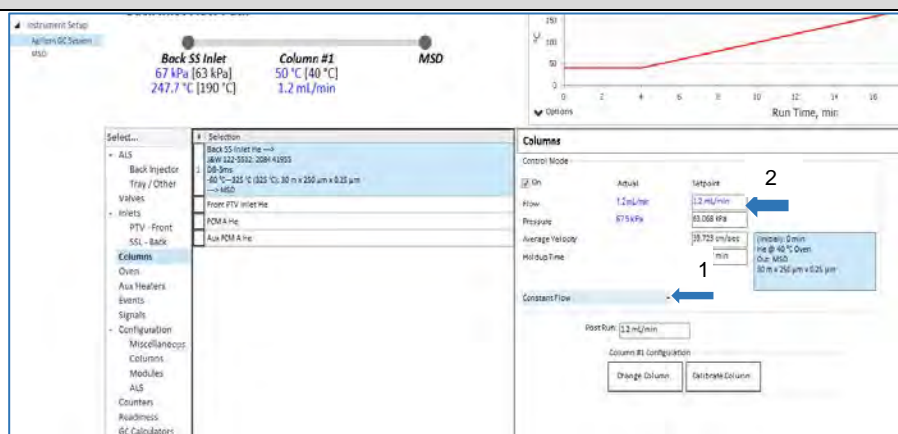 Instrument Setup
Agilent GC Session
MSD
Back SS Inlet Column #1 MSD
67 kPa [63 kPa] 50 °C [40 °C]
247.7 °C [190 °C] 1.2 mL/min
150
°C 100
50
0
0 2 4 6 8 10 12 14 16
Options Run Time, min
Select...
ALS
Back Injector
Tray / Other
Valves
Inlets
PTV - Front
SSL - Back
Columns
Oven
Aux Heaters
Events
Signals
Configuration
Miscellaneous
Columns
Modules
ALS
Counters
Readiness
GC Calculators
# Selection
Back SS Inlet He --->
J&W 122-5532: 
1 DB-5ms
-60 °C—325 °C (325 °C): 30 m x 250 µm x 0.25 µm
---> MSD
Front PTV Inlet He
PCM A He
Aux PCM A He
Columns
Control Mode
On Actual Setpoint 2
Flow 1.2 mL/min 1.2 mL/min
Pressure 67.5 kPa 63.068 kPa
Average Velocity 39.723 cm/sec
Holdup Time min
(Initial): 0 min
He @ 40 °C Oven
Out: MSD
30 m x 250 µm x 0.25 µm
1
Constant Flow
Post Run: 1.2 mL/min
Column #1 Configuration
Change Column Calibrate Column